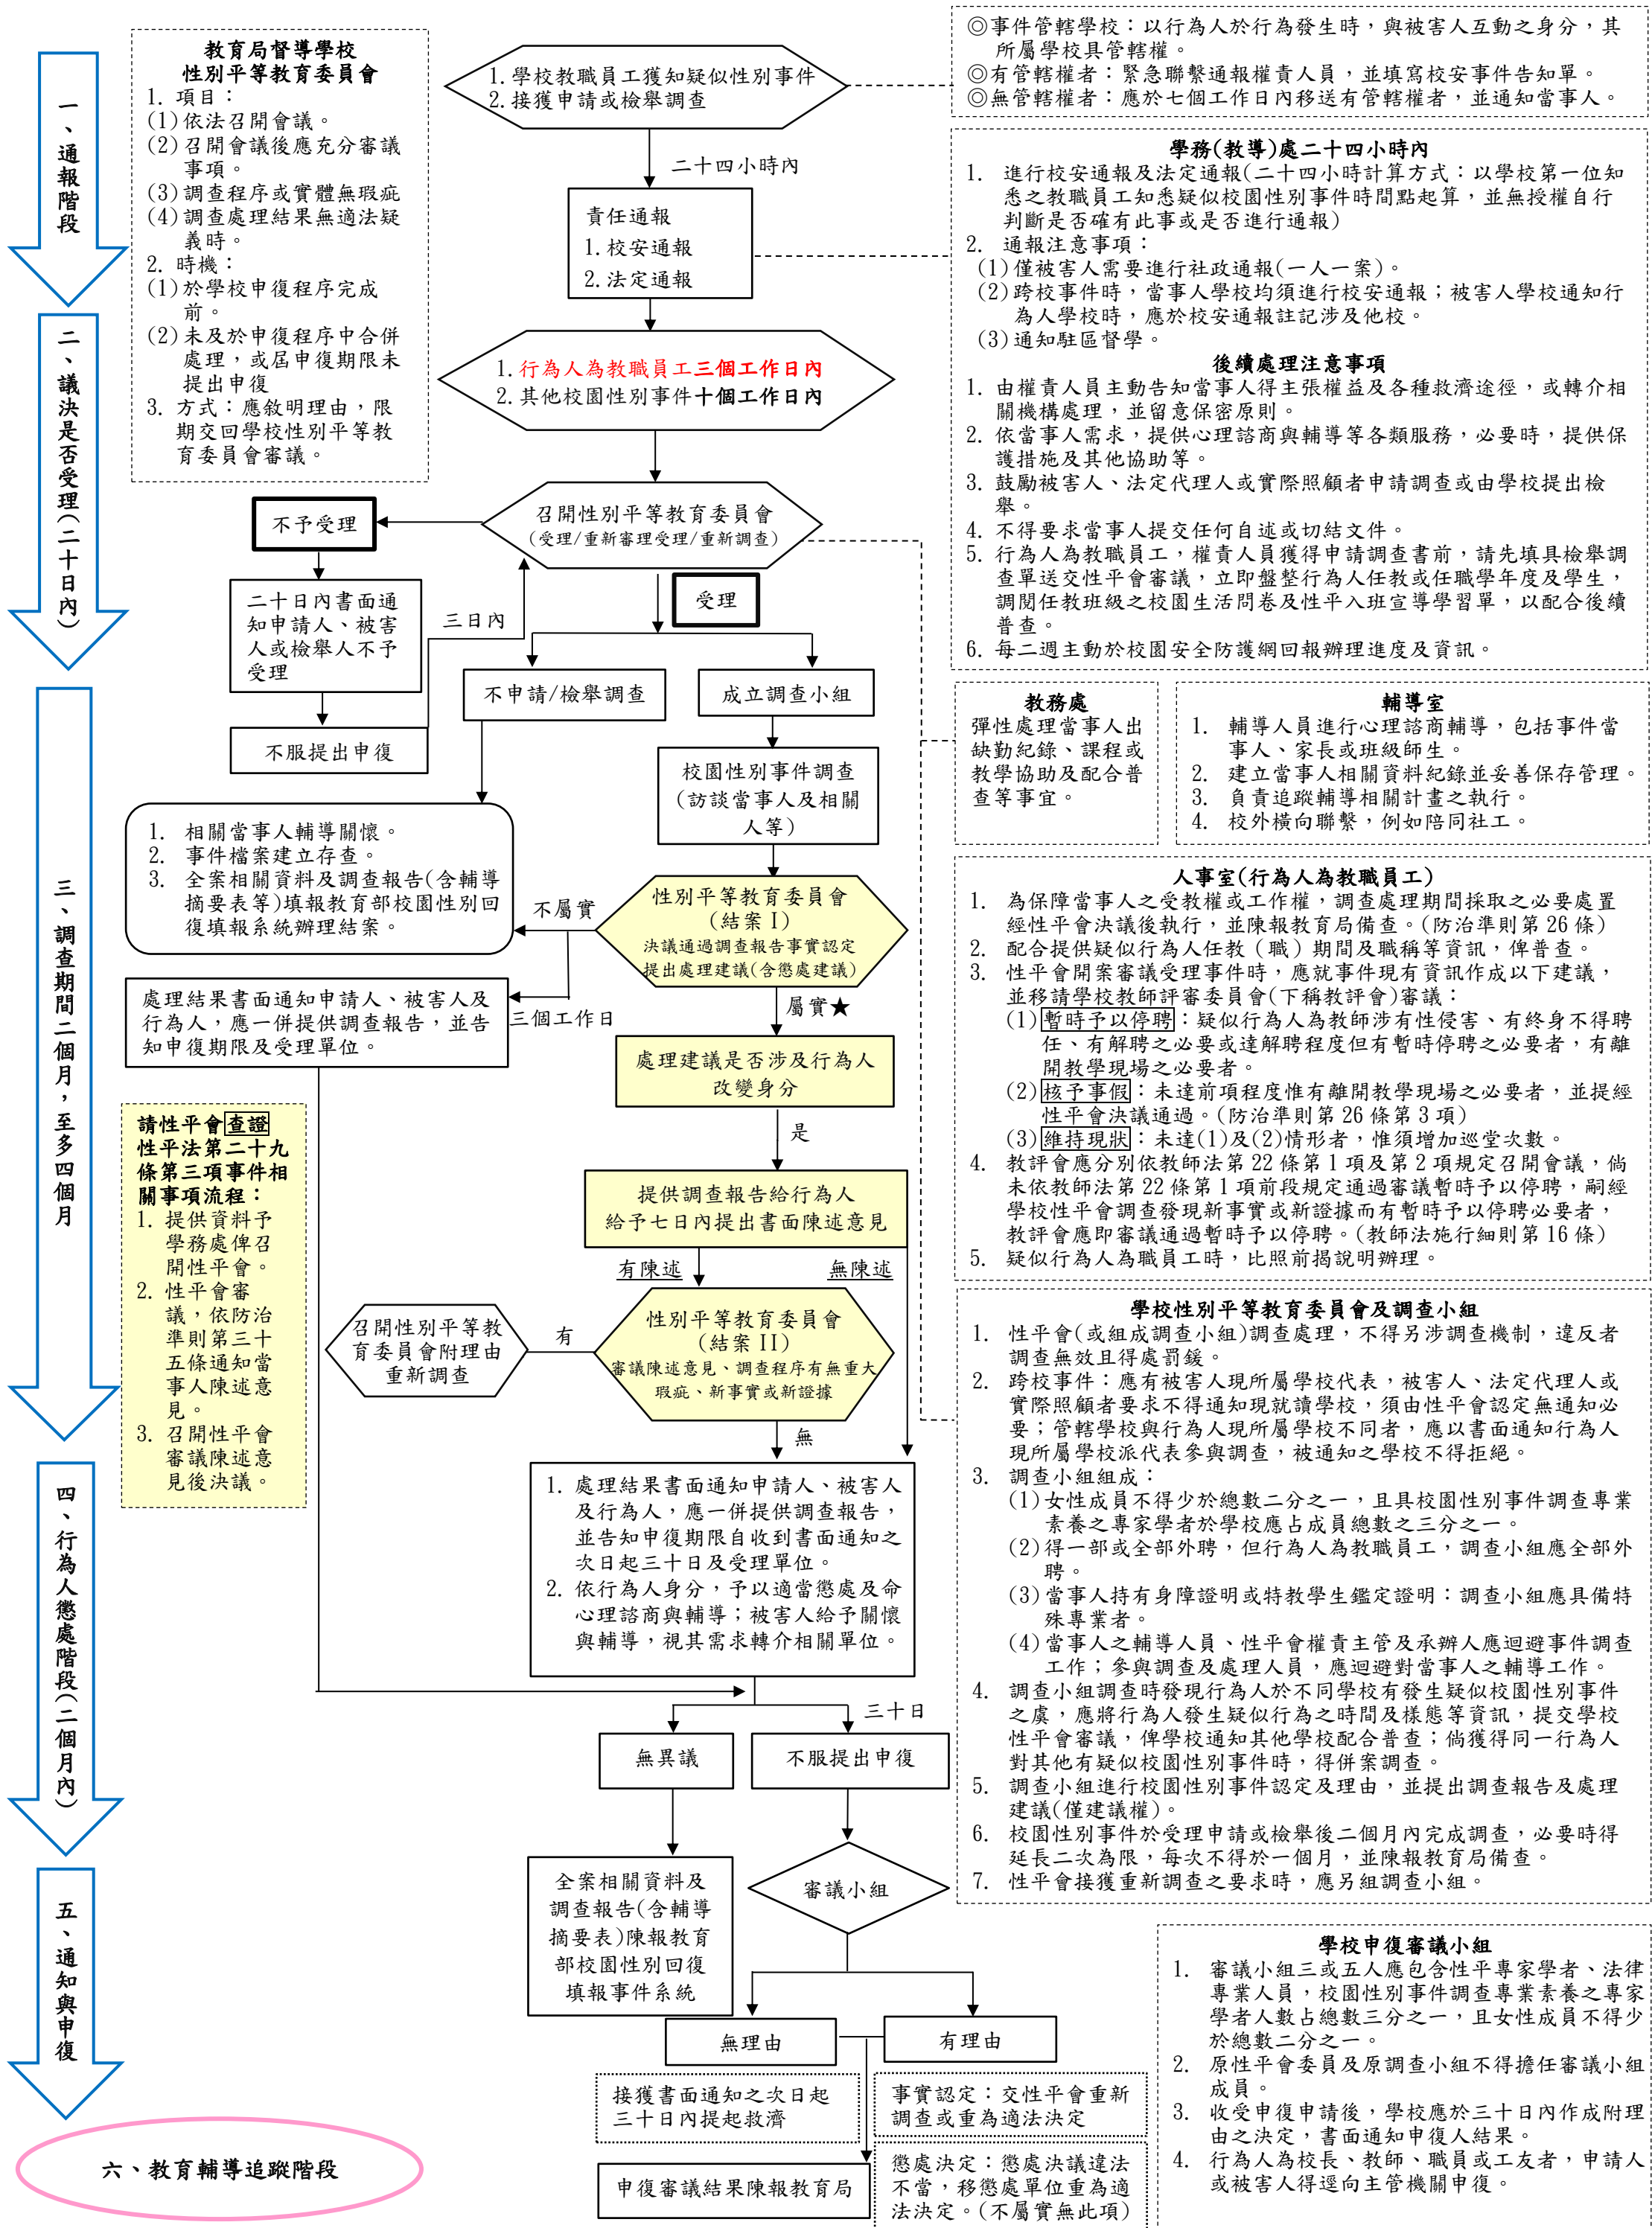 一、通報階段
二、議決是否受理(二十日內)
三、調查期間二個月，至多四個月
四、行為人懲處階段(二個月內)
五、通知與申復
六、教育輔導追蹤階段
教育局督導學校
性別平等教育委員會
1. 項目：
(1)依法召開會議。
(2)召開會議後應充分審議
事項。
(3)調查程序或實體無瑕疵
(4)調查處理結果無適法疑
義時。
2. 時機：
(1)於學校申復程序完成
前。
(2)未及於申復程序中合併
處理，或屆申復期限未
提出申復
3. 方式：應敘明理由，限
期交回學校性別平等教
育委員會審議。
1.學校教職員工獲知疑似性別事件
2.接獲申請或檢舉調查
二十四小時內
責任通報
1.校安通報
2.法定通報
1.行為人為教職員工三個工作日內
2.其他校園性別事件十個工作日內
召開性別平等教育委員會
(受理/重新審理受理/重新調查)
不予受理
二十日內書面通
知申請人、被害
人或檢舉人不予
受理
三日內
不服提出申復
受理
不申請/檢舉調查
成立調查小組
校園性別事件調查
(訪談當事人及相關
人等)
1. 相關當事人輔導關懷。
2. 事件檔案建立存查。
3. 全案相關資料及調查報告(含輔導
摘要表等)填報教育部校園性別回
復填報系統辦理結案。
不屬實
性別平等教育委員會
(結案 I)
決議通過調查報告事實認定
提出處理建議(含懲處建議)
處理結果書面通知申請人、被害人及
行為人，應一併提供調查報告，並告
知申復期限及受理單位。
三個工作日
屬實★
處理建議是否涉及行為人
改變身分
是
請性平會查證
性平法第二十九
條第三項事件相
關事項流程：
1. 提供資料予
學務處俾召
開性平會。
2. 性平會審
議，依防治
準則第三十
五條通知當
事人陳述意
見。
3. 召開性平會
審議陳述意
見後決議。
提供調查報告給行為人
給予七日內提出書面陳述意見
有陳述
無陳述
召開性別平等教
育委員會附理由
重新調查
有
性別平等教育委員會
(結案 II)
審議陳述意見、調查程序有無重大
瑕疵、新事實或新證據
無
1. 處理結果書面通知申請人、被害人
及行為人，應一併提供調查報告，
並告知申復期限自收到書面通知之
次日起三十日及受理單位。
2. 依行為人身分，予以適當懲處及命
心理諮商與輔導；被害人給予關懷
與輔導，視其需求轉介相關單位。
三十日
無異議
不服提出申復
全案相關資料及
調查報告(含輔導
摘要表)陳報教育
部校園性別回復
填報事件系統
審議小組
無理由
有理由
接獲書面通知之次日起
三十日內提起救濟
事實認定：交性平會重新
調查或重為適法決定
申復審議結果陳報教育局
懲處決定：懲處決議違法
不當，移懲處單位重為適
法決定。(不屬實無此項)
◎事件管轄學校：以行為人於行為發生時，與被害人互動之身分，其
所屬學校具管轄權。
◎有管轄權者：緊急聯繫通報權責人員，並填寫校安事件告知單。
◎無管轄權者：應於七個工作日內移送有管轄權者，並通知當事人。
學務(教導)處二十四小時內
1. 進行校安通報及法定通報(二十四小時計算方式：以學校第一位知
悉之教職員工知悉疑似校園性別事件時間點起算，並無授權自行
判斷是否確有此事或是否進行通報)
2. 通報注意事項：
(1)僅被害人需要進行社政通報(一人一案)。
(2)跨校事件時，當事人學校均須進行校安通報；被害人學校通知行
為人學校時，應於校安通報註記涉及他校。
(3)通知駐區督學。
後續處理注意事項
1. 由權責人員主動告知當事人得主張權益及各種救濟途徑，或轉介相
關機構處理，並留意保密原則。
2. 依當事人需求，提供心理諮商與輔導等各類服務，必要時，提供保
護措施及其他協助等。
3. 鼓勵被害人、法定代理人或實際照顧者申請調查或由學校提出檢
舉。
4. 不得要求當事人提交任何自述或切結文件。
5. 行為人為教職員工，權責人員獲得申請調查書前，請先填具檢舉調
查單送交性平會審議，立即盤整行為人任教或任職學年度及學生，
調閱任教班級之校園生活問卷及性平入班宣導學習單，以配合後續
普查。
6. 每二週主動於校園安全防護網回報辦理進度及資訊。
教務處
彈性處理當事人出
缺勤紀錄、課程或
教學協助及配合普
查等事宜。
輔導室
1. 輔導人員進行心理諮商輔導，包括事件當
事人、家長或班級師生。
2. 建立當事人相關資料紀錄並妥善保存管理。
3. 負責追蹤輔導相關計畫之執行。
4. 校外橫向聯繫，例如陪同社工。
人事室(行為人為教職員工)
1. 為保障當事人之受教權或工作權，調查處理期間採取之必要處置
經性平會決議後執行，並陳報教育局備查。(防治準則第 26 條)
2. 配合提供疑似行為人任教（職）期間及職稱等資訊，俾普查。
3. 性平會開案審議受理事件時，應就事件現有資訊作成以下建議，
並移請學校教師評審委員會(下稱教評會)審議：
(1)暫時予以停聘：疑似行為人為教師涉有性侵害、有終身不得聘
任、有解聘之必要或達解聘程度但有暫時停聘之必要者，有離
開教學現場之必要者。
(2)核予事假：未達前項程度惟有離開教學現場之必要者，並提經
性平會決議通過。(防治準則第 26 條第 3 項)
(3)維持現狀：未達(1)及(2)情形者，惟須增加巡堂次數。
4. 教評會應分別依教師法第 22 條第 1 項及第 2 項規定召開會議，倘
未依教師法第 22 條第 1 項前段規定通過審議暫時予以停聘，嗣經
學校性平會調查發現新事實或新證據而有暫時予以停聘必要者，
教評會應即審議通過暫時予以停聘。(教師法施行細則第 16 條)
5. 疑似行為人為職員工時，比照前揭說明辦理。
學校性別平等教育委員會及調查小組
1. 性平會(或組成調查小組)調查處理，不得另涉調查機制，違反者
調查無效且得處罰鍰。
2. 跨校事件：應有被害人現所屬學校代表，被害人、法定代理人或
實際照顧者要求不得通知現就讀學校，須由性平會認定無通知必
要；管轄學校與行為人現所屬學校不同者，應以書面通知行為人
現所屬學校派代表參與調查，被通知之學校不得拒絕。
3. 調查小組組成：
(1)女性成員不得少於總數二分之一，且具校園性別事件調查專業
素養之專家學者於學校應占成員總數之三分之一。
(2)得一部或全部外聘，但行為人為教職員工，調查小組應全部外
聘。
(3)當事人持有身障證明或特教學生鑑定證明：調查小組應具備特
殊專業者。
(4)當事人之輔導人員、性平會權責主管及承辦人應迴避事件調查
工作；參與調查及處理人員，應迴避對當事人之輔導工作。
4. 調查小組調查時發現行為人於不同學校有發生疑似校園性別事件
之虞，應將行為人發生疑似行為之時間及樣態等資訊，提交學校
性平會審議，俾學校通知其他學校配合普查；倘獲得同一行為人
對其他有疑似校園性別事件時，得併案調查。
5. 調查小組進行校園性別事件認定及理由，並提出調查報告及處理
建議(僅建議權)。
6. 校園性別事件於受理申請或檢舉後二個月內完成調查，必要時得
延長二次為限，每次不得於一個月，並陳報教育局備查。
7. 性平會接獲重新調查之要求時，應另組調查小組。
學校申復審議小組
1. 審議小組三或五人應包含性平專家學者、法律
專業人員，校園性別事件調查專業素養之專家
學者人數占總數三分之一，且女性成員不得少
於總數二分之一。
2. 原性平會委員及原調查小組不得擔任審議小組
成員。
3. 收受申復申請後，學校應於三十日內作成附理
由之決定，書面通知申復人結果。
4. 行為人為校長、教師、職員或工友者，申請人
或被害人得逕向主管機關申復。